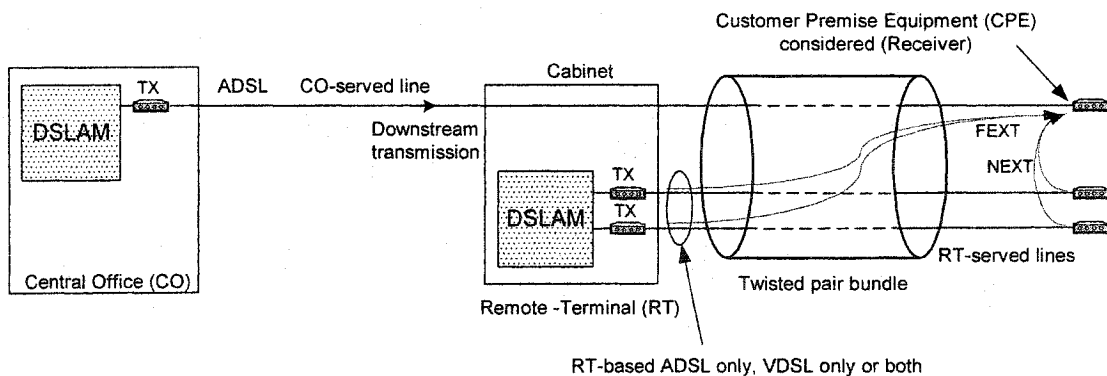 Customer Premise Equipment (CPE)
considered (Receiver)
Cabinet
TX
ADSL
CO-served line
DSLAM
Downstream
transmission
FEXT
NEXT
TX
TX
DSLAM
RT-served lines
Central Office (CO)
Twisted pair bundle
Remote -Terminal (RT)
RT-based ADSL only, VDSL only or both